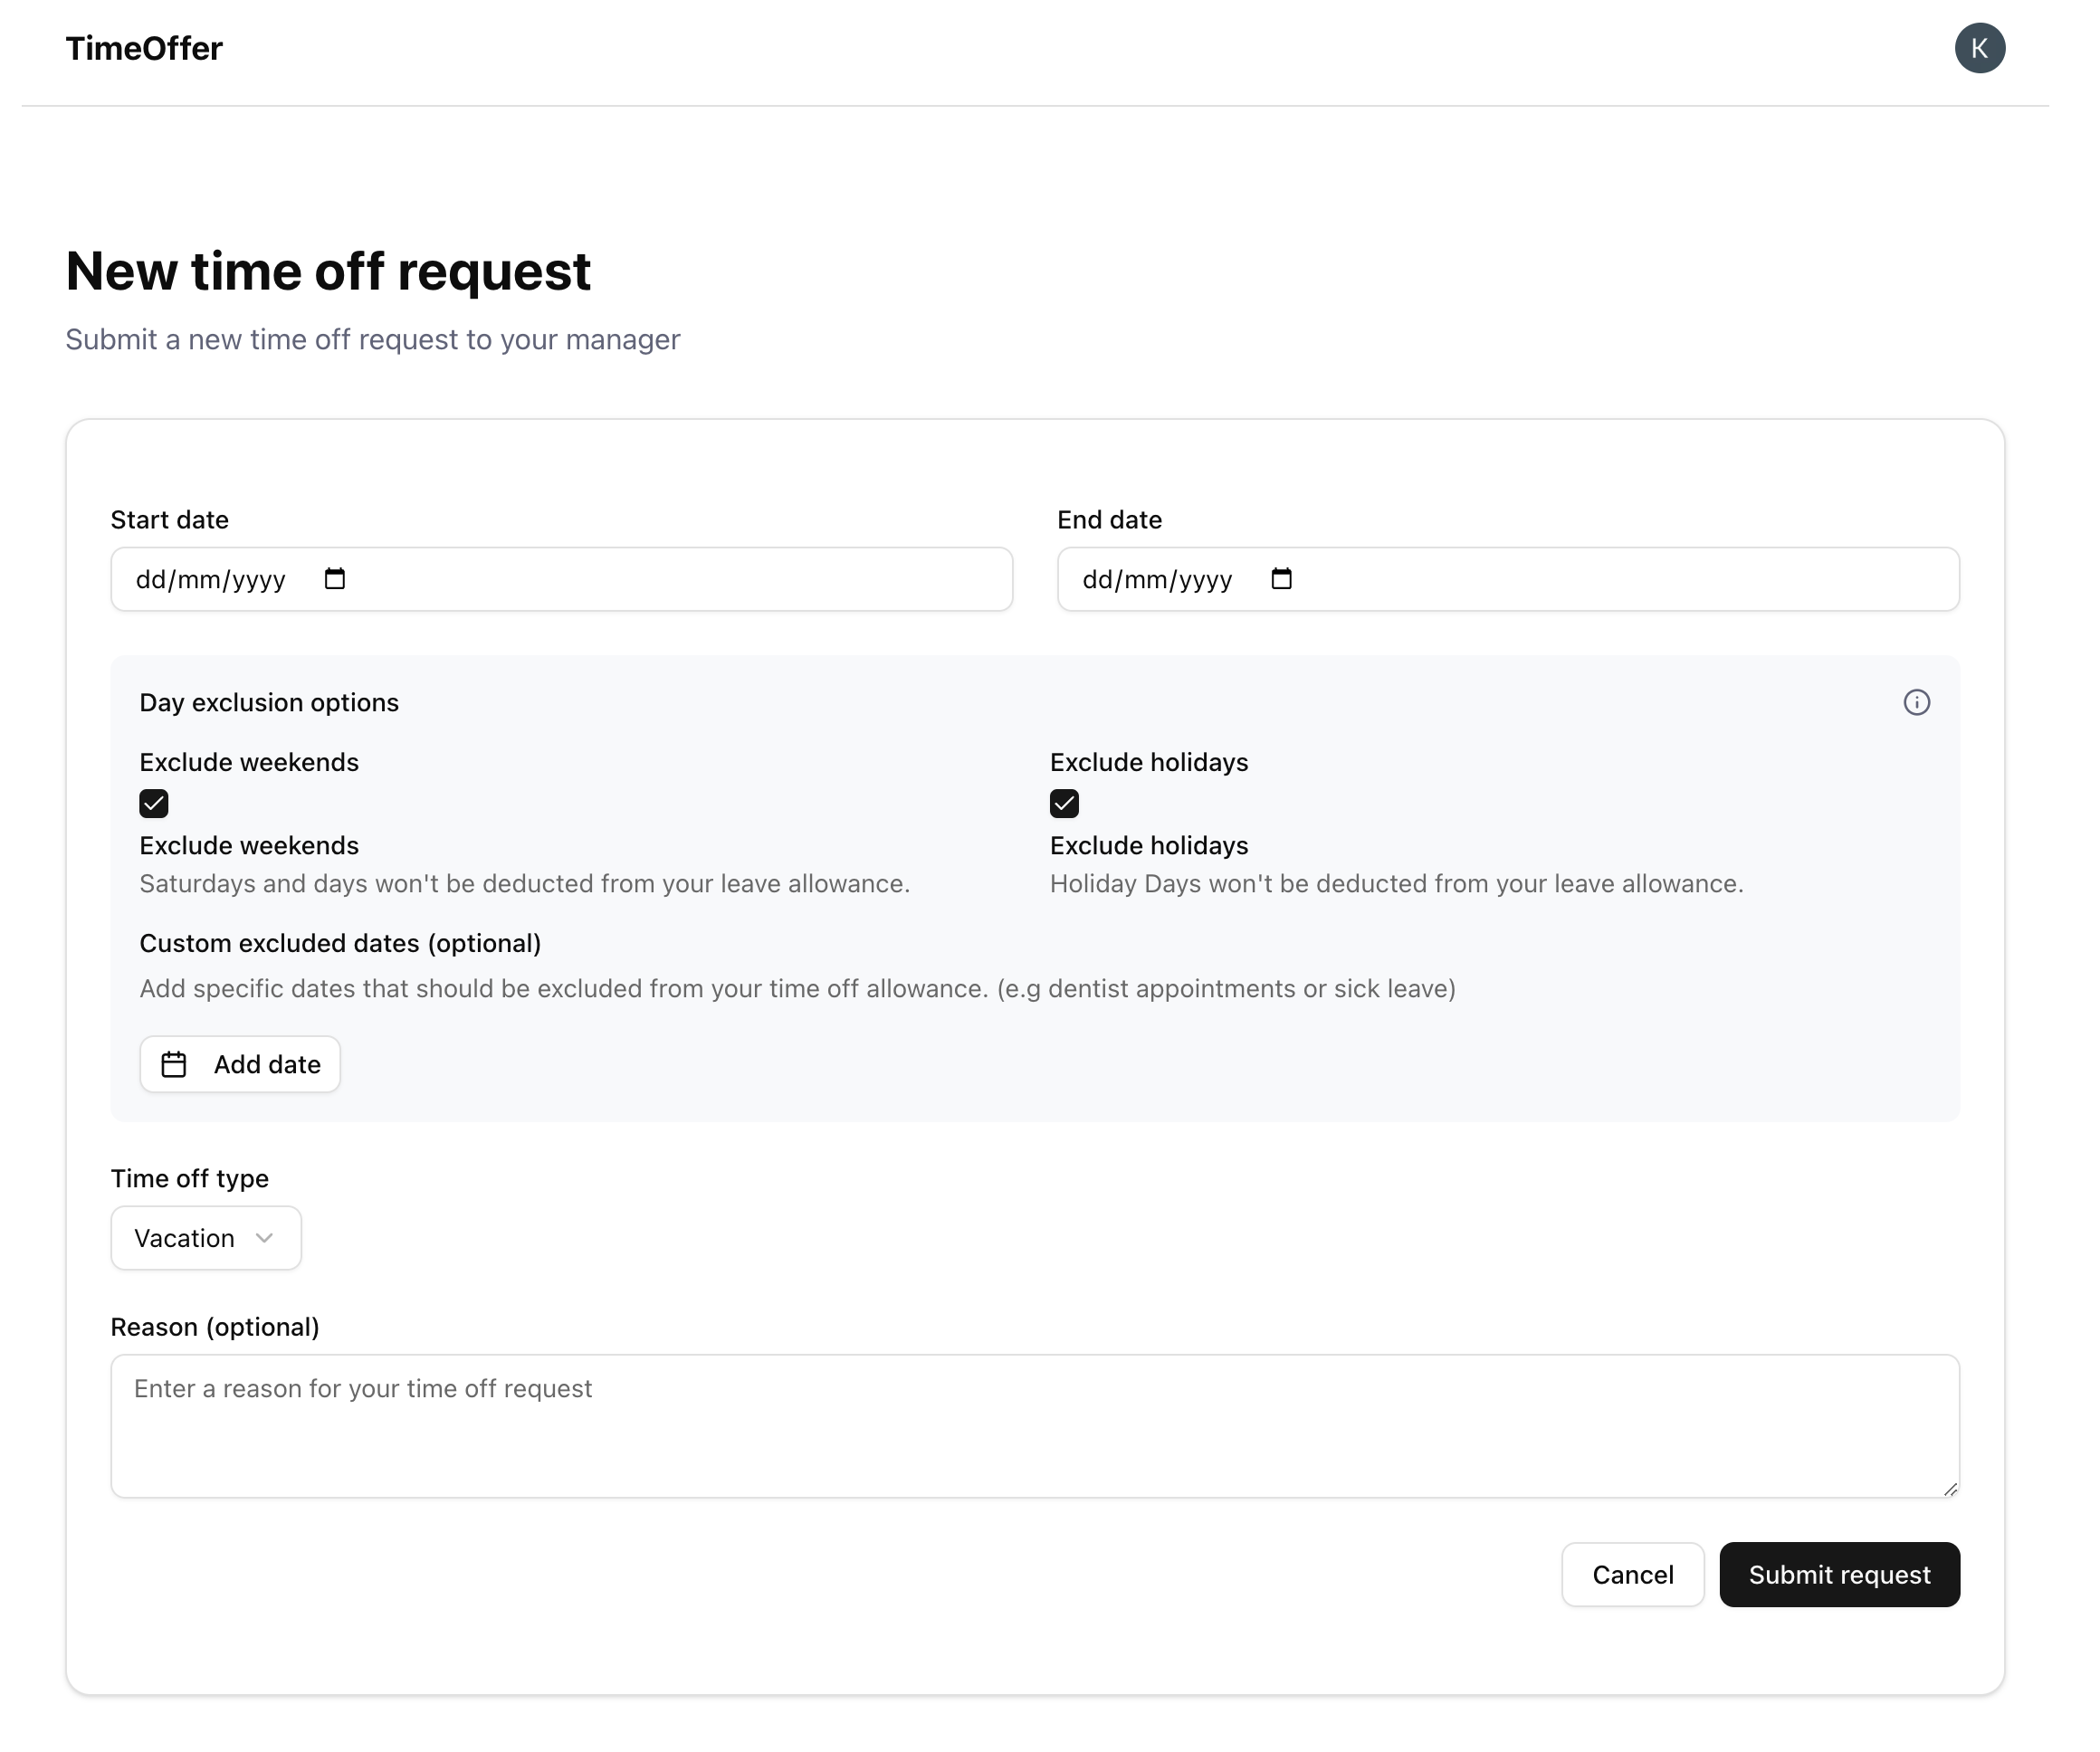 TimeOffer
K
New time off request
Submit a new time off request to your manager
Start date
End date
dd/mm/yyyy
dd/mm/yyyy
Day exclusion options
Exclude weekends
Exclude holidays
Exclude weekends
Exclude holidays
Saturdays and days won't be deducted from your leave allowance.
Holiday Days won't be deducted from your leave allowance.
Custom excluded dates (optional)
Add specific dates that should be excluded from your time off allowance. (e.g dentist appointments or sick leave)
Add date
Time off type
Vacation
Reason (optional)
Enter a reason for your time off request
Cancel
Submit request